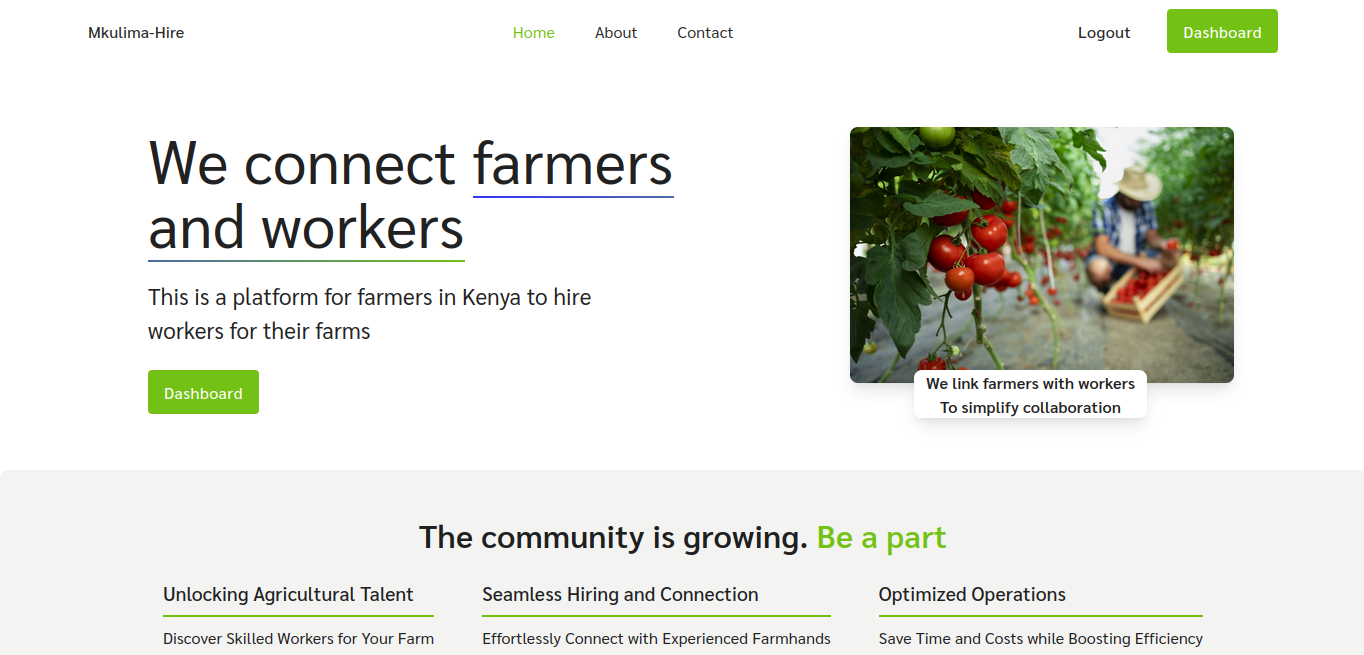 Mkulima-Hire
Home
About
Contact
Logout
Dashboard
We connect farmers
and workers
This is a platform for farmers in Kenya to hire
workers for their farms
Dashboard
We link farmers with workers
To simplify collaboration
The community is growing. Be a part
Unlocking Agricultural Talent
Discover Skilled Workers for Your Farm
Seamless Hiring and Connection
Effortlessly Connect with Experienced Farmhands
Optimized Operations
Save Time and Costs while Boosting Efficiency